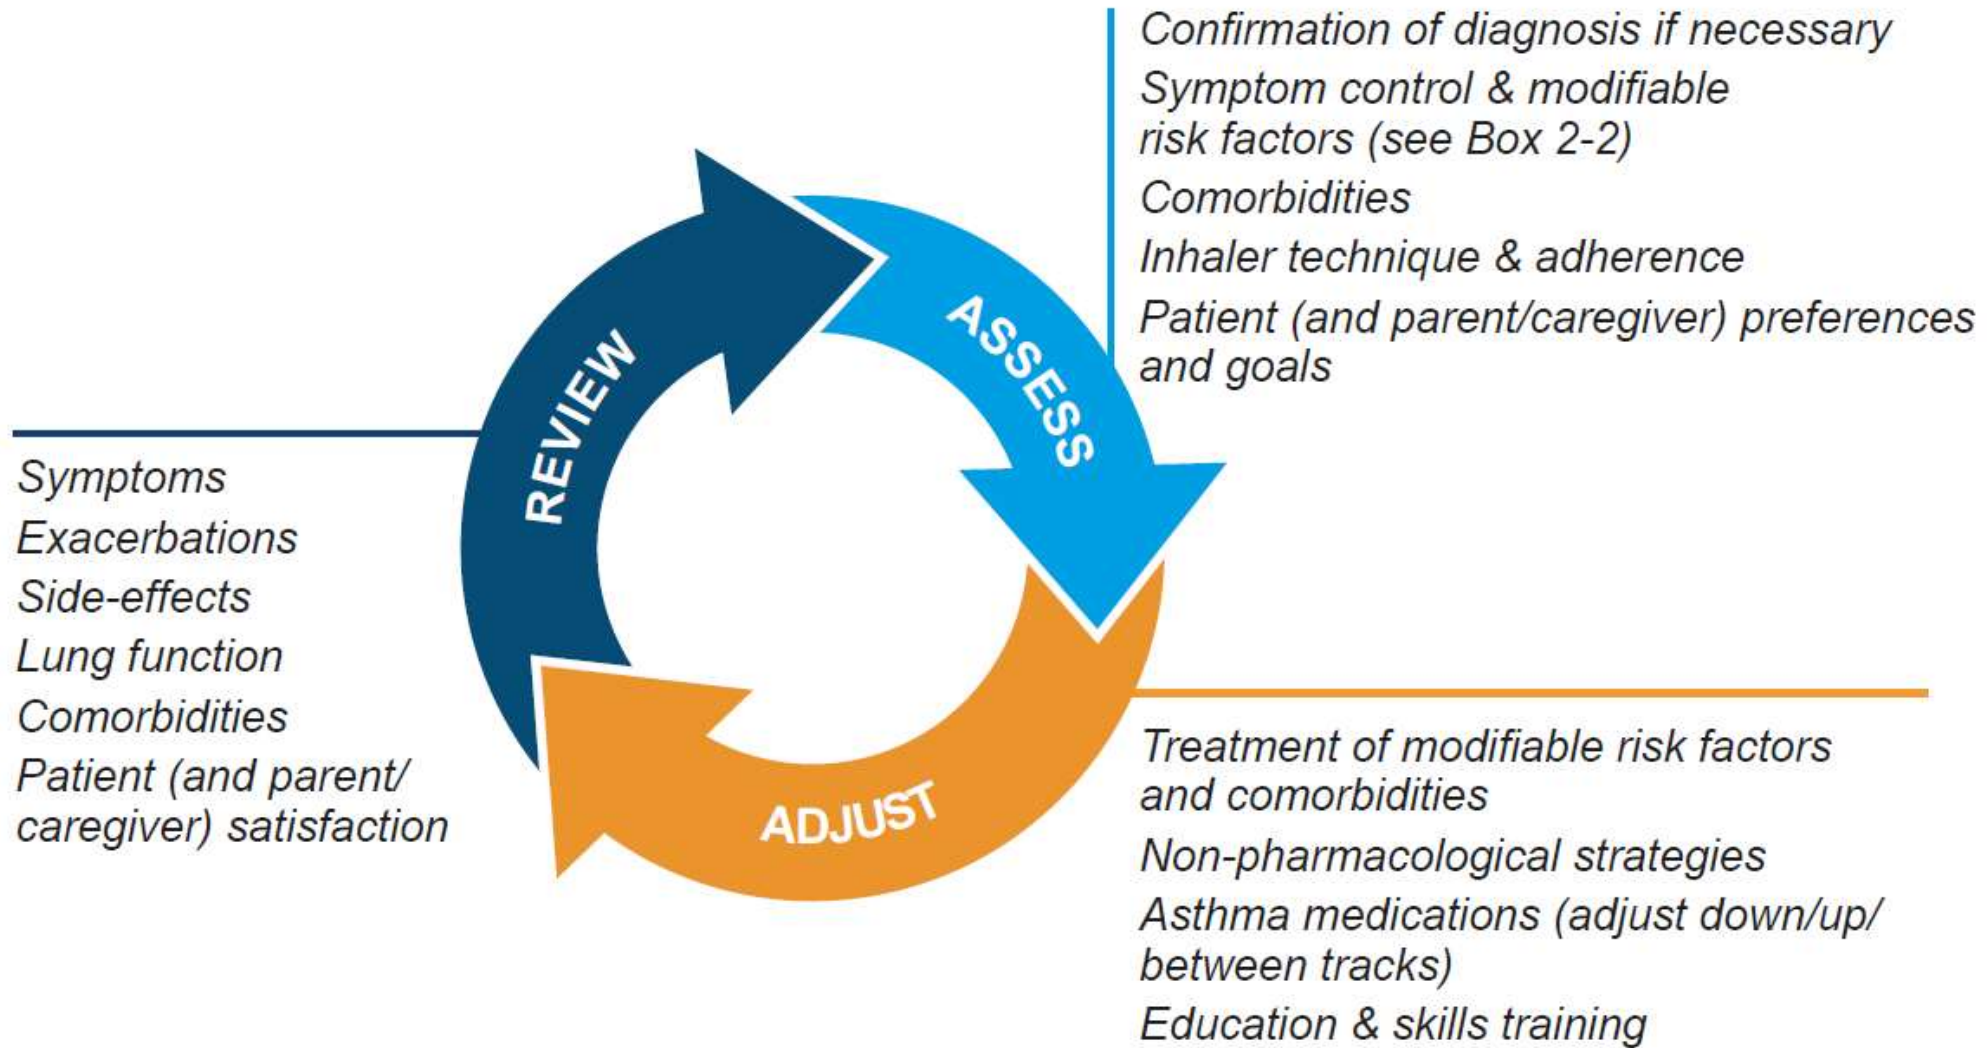 Confirmation of diagnosis if necessary
Symptom control & modifiable
risk factors (see Box 2-2)
Comorbidities
Inhaler technique & adherence
Patient (and parent/caregiver) preferences
and goals
ASSESS
REVIEW
Symptoms
Exacerbations
Side-effects
Lung function
Comorbidities
Patient (and parent/
caregiver) satisfaction
ADJUST
Treatment of modifiable risk factors
and comorbidities
Non-pharmacological strategies
Asthma medications (adjust down/up/
between tracks)
Education & skills training